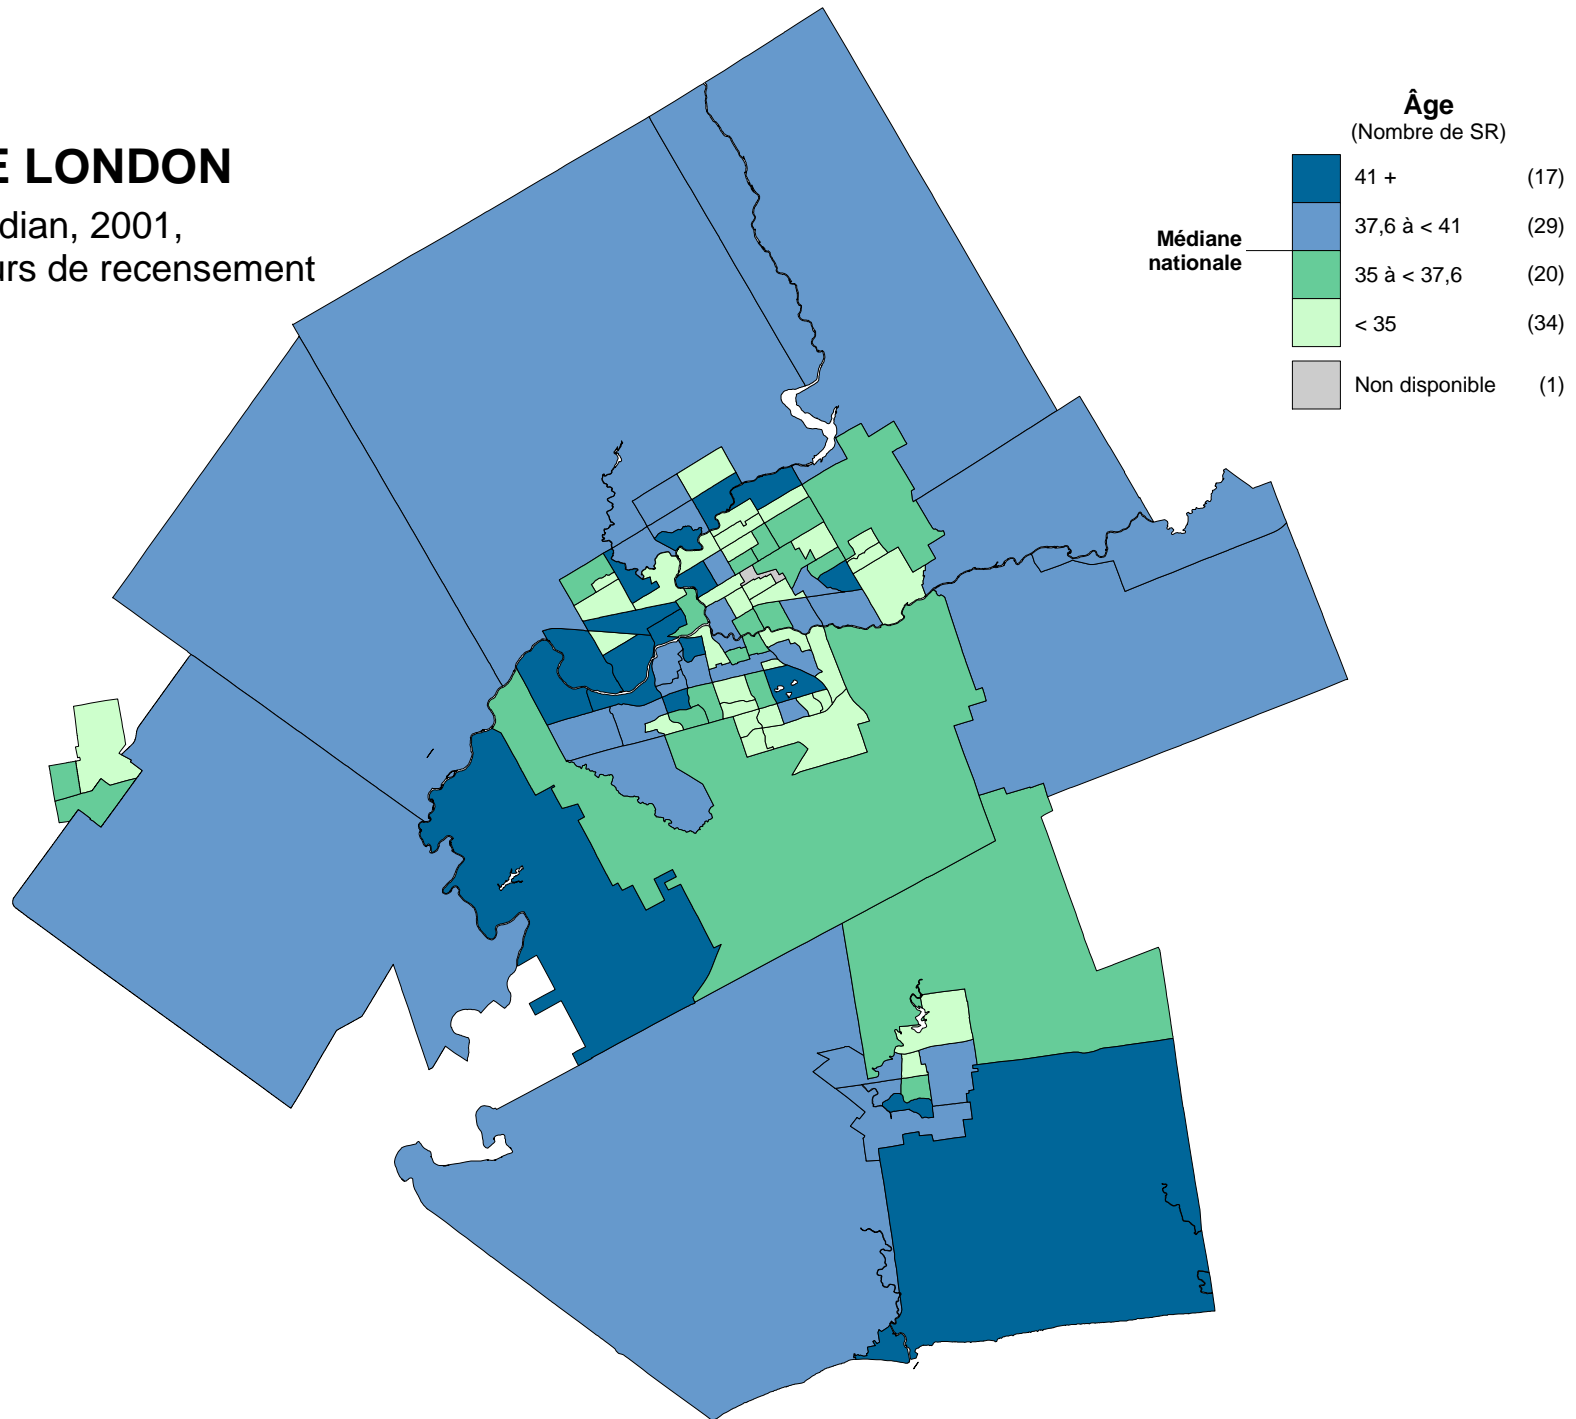 E LONDON
dian, 2001,
urs de recensement
Âge
(Nombre de SR)
41 + (17)
37,6 à < 41 (29)
Médiane nationale
35 à < 37,6 (20)
< 35 (34)
Non disponible (1)